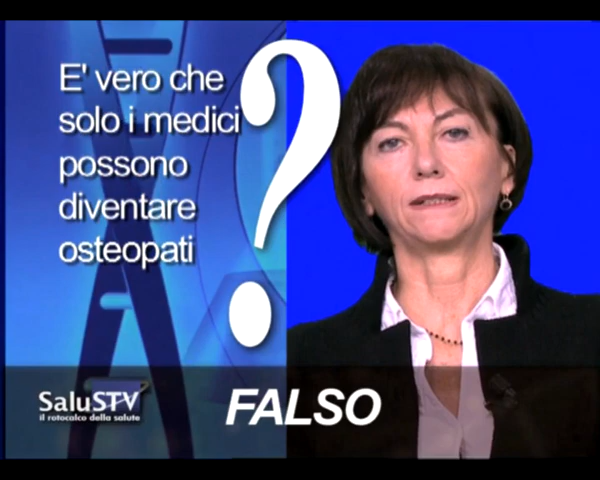 E' vero che
solo i medici
possono
diventare
osteopati
?
SaluSTV
il rotocalco della salute
FALSO